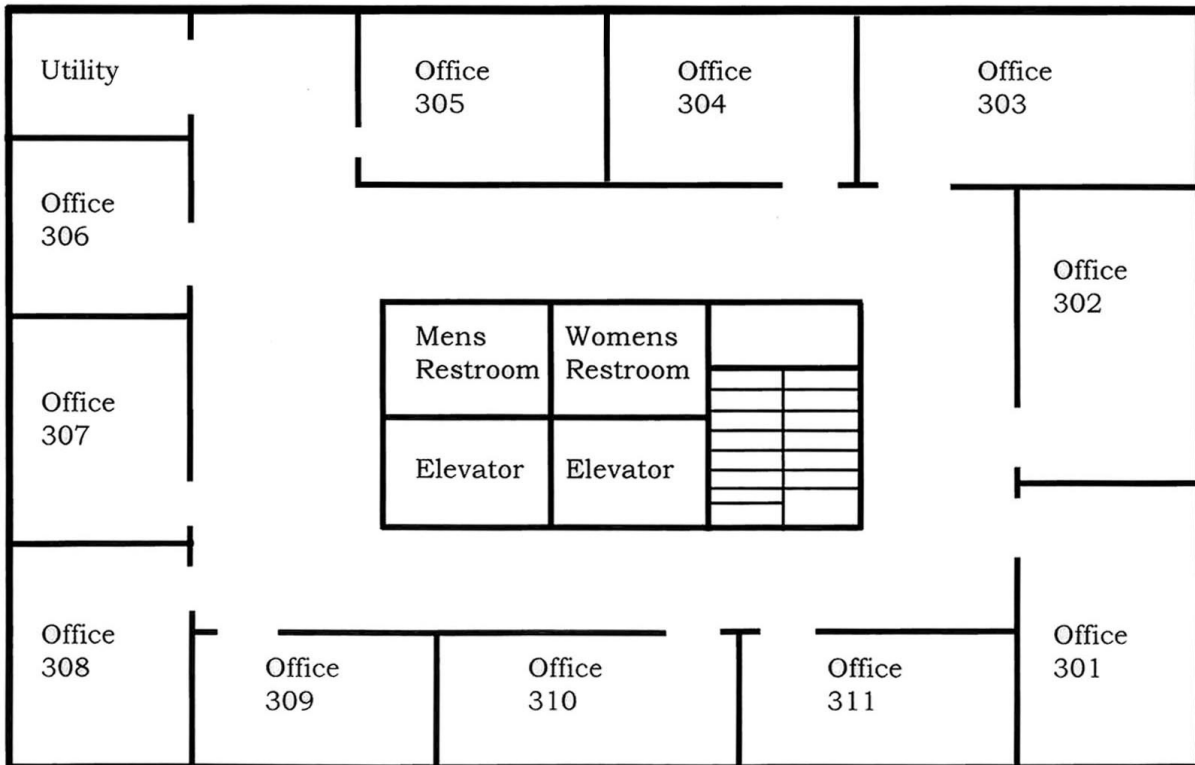 Utility
Office
305
Office
304
Office
303
Office
306
Office
302
Mens
Restroom
Womens
Restroom
Office
307
Elevator
Elevator
Office
308
Office
309
Office
310
Office
311
Office
301